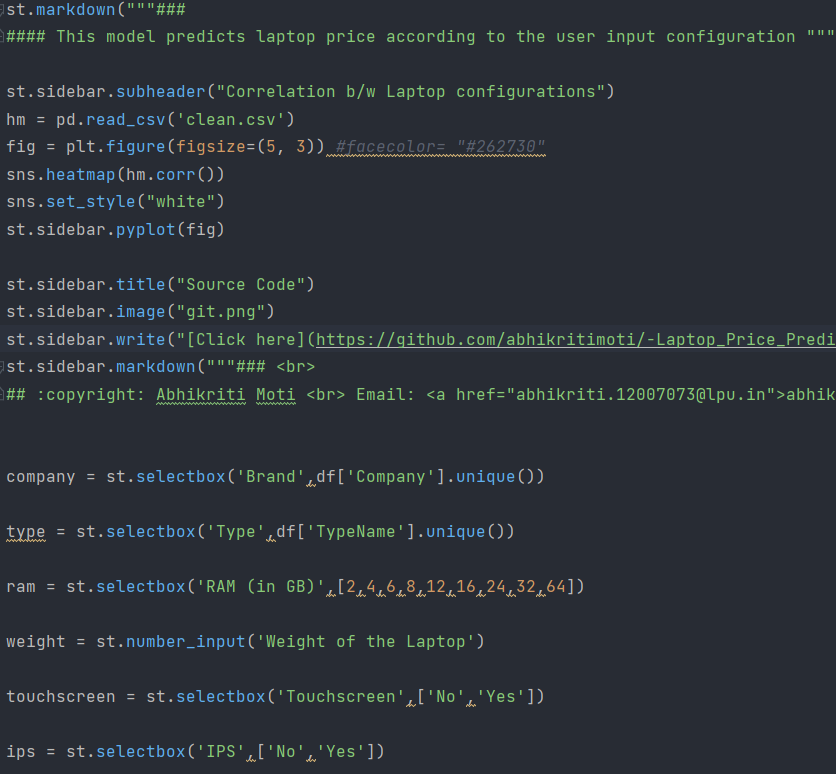 st.markdown("""###
#### This model predicts laptop price according to the user input configuration """
st.sidebar.subheader("Correlation b/w Laptop configurations")
hm = pd.read_csv('clean.csv')
fig = plt.figure(figsize=(5, 3)) #facecolor= "#262730"
sns.heatmap(hm.corr())
sns.set_style("white")
st.sidebar.pyplot(fig)
st.sidebar.title("Source Code")
st.sidebar.image("git.png")
st.sidebar.write("[Click here](https://github.com/abhikritimoti/-Laptop_Price_Predi
st.sidebar.markdown("""### <br>
## :copyright: Abhikriti Moti <br> Email: <a href="abhikriti.12007073@lpu.in">abhik
company = st.selectbox('Brand',df['Company'].unique())
type = st.selectbox('Type',df['TypeName'].unique())
ram = st.selectbox('RAM (in GB)',[2,4,6,8,12,16,24,32,64])
weight = st.number_input('Weight of the Laptop')
touchscreen = st.selectbox('Touchscreen',['No','Yes'])
ips = st.selectbox('IPS',['No','Yes'])